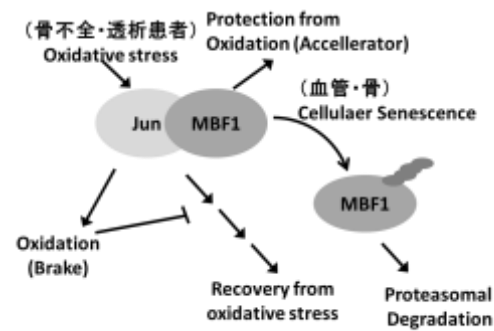 (骨不全・透析患者)
Oxidative stress
Protection from
Oxidation (Accellerator)
(血管・骨)
Cellulaer Senescence
Jun
MBF1
MBF1
Oxidation
(Brake)
Recovery from
oxidative stress
Proteasomal
Degradation